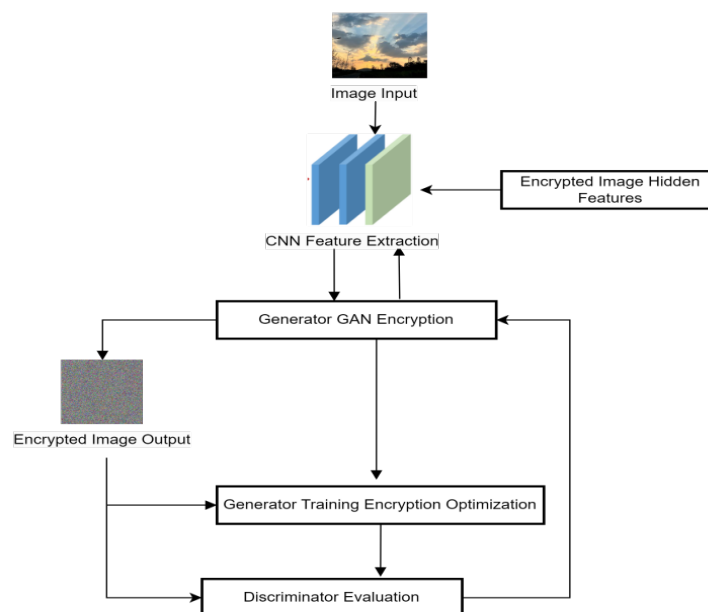 Image Input
Encrypted Image Hidden
Features
CNN Feature Extraction
Generator GAN Encryption
Encrypted Image Output
Generator Training Encryption Optimization
Discriminator Evaluation